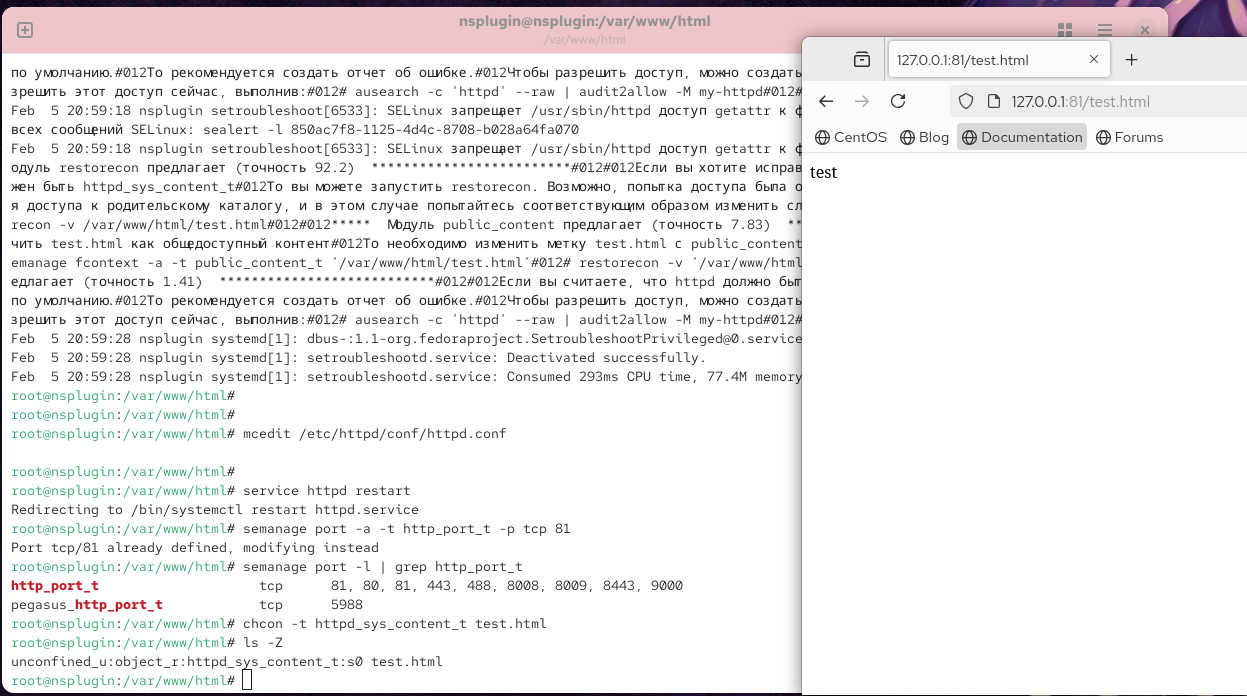 nsplugin@nsplugin:/var/www/html
/var/www/html
по умолчанию.#012То рекомендуется создать отчет об ошибке.#012Чтобы разрешить доступ, можно создать
зрешить этот доступ сейчас, выполнив:#012# ausearch -c 'httpd' --raw | audit2allow -M my-httpd#012#
Feb  5 20:59:18 nsplugin setroubleshoot[6533]: SELinux запрещает /usr/sbin/httpd доступ getattr к ф
всех сообщений SELinux: sealert -l 850ac7f8-1125-4d4c-8708-b028a64fa070
Feb  5 20:59:18 nsplugin setroubleshoot[6533]: SELinux запрещает /usr/sbin/httpd доступ getattr к ф
одуль restorecon предлагает (точность 92.2)  *************************#012#012Если вы хотите исправ
жен быть httpd_sys_content_t#012То вы можете запустить restorecon. Возможно, попытка доступа была о
я доступа к родительскому каталогу, и в этом случае попытайтесь соответствующим образом изменить сл
recon -v /var/www/html/test.html#012#012*****  Модуль public_content предлагает (точность 7.83)  **
чить test.html как общедоступный контент#012То необходимо изменить метку test.html с public_content
emanage fcontext -a -t public_content_t '/var/www/html/test.html'#012# restorecon -v '/var/www/html
едлагает (точность 1.41)  ***************************#012#012Если вы считаете, что httpd должно быт
по умолчанию.#012То рекомендуется создать отчет об ошибке.#012Чтобы разрешить доступ, можно создать
зрешить этот доступ сейчас, выполнив:#012# ausearch -c 'httpd' --raw | audit2allow -M my-httpd#012#
Feb  5 20:59:28 nsplugin systemd[1]: dbus-:1.1-org.fedoraproject.SetroubleshootPrivileged@0.service
Feb  5 20:59:28 nsplugin systemd[1]: setroubleshootd.service: Deactivated successfully.
Feb  5 20:59:28 nsplugin systemd[1]: setroubleshootd.service: Consumed 293ms CPU time, 77.4M memory
root@nsplugin:/var/www/html#
root@nsplugin:/var/www/html#
root@nsplugin:/var/www/html# mcedit /etc/httpd/conf/httpd.conf
root@nsplugin:/var/www/html#
root@nsplugin:/var/www/html# service httpd restart
Redirecting to /bin/systemctl restart httpd.service
root@nsplugin:/var/www/html# semanage port -a -t http_port_t -p tcp 81
Port tcp/81 already defined, modifying instead
root@nsplugin:/var/www/html# semanage port -l | grep http_port_t
http_port_t                    tcp      81, 80, 81, 443, 488, 8008, 8009, 8443, 9000
pegasus_http_port_t            tcp      5988
root@nsplugin:/var/www/html# chcon -t httpd_sys_content_t test.html
root@nsplugin:/var/www/html# ls -Z
unconfined_u:object_r:httpd_sys_content_t:s0 test.html
root@nsplugin:/var/www/html#
127.0.0.1:81/test.html
127.0.0.1:81/test.html
CentOS Blog Documentation Forums
test